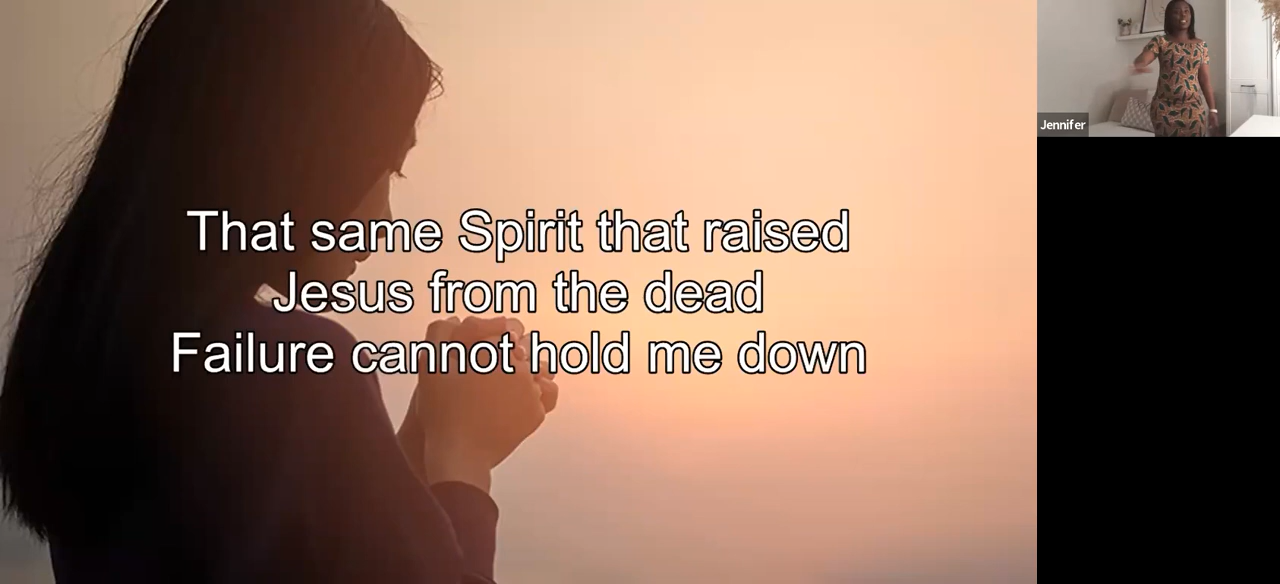 That same Spirit that raised
Jesus from the dead
Failure cannot hold me down
Jennifer